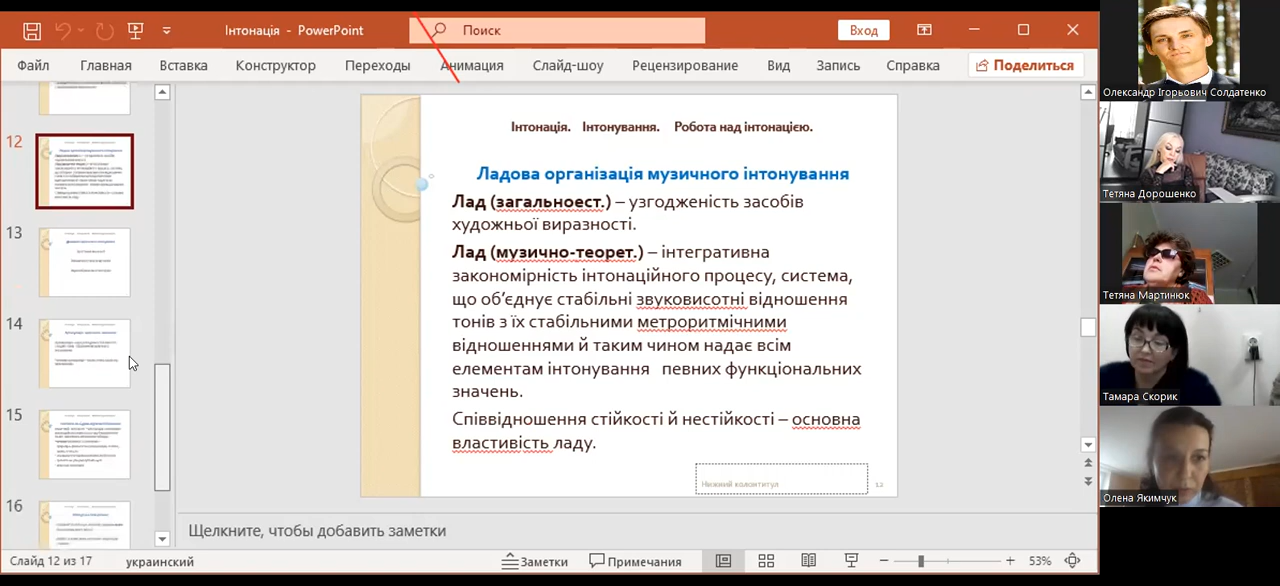 Інтонація - PowerPoint
Поиск
Вход
Файл Главная Вставка Конструктор Переходы Анимация Слайд-шоу Рецензирование Вид Запись Справка Поделиться
12
13
14
15
16
Інтонація. Інтонування. Робота над інтонацією.
Ладова організація музичного інтонування
Лад (загальноест.) – узгодженість засобів
художньої виразності.
Лад (музично-теорет.) – інтегративна
закономірність інтонаційного процесу, система,
що об’єднує стабільні звуковисотні відношення
тонів з їх стабільними метроритмічними
відношеннями й таким чином надає всім
елементам інтонування певних функціональних
значень.
Співвідношення стійкості й нестійкості – основна
властивість ладу.
Нижний колонтитул 12
Щелкните, чтобы добавить заметки
Слайд 12 из 17 украинский Заметки Примечания 53%
Олександр Ігорьович Солдатенко
Тетяна Дорошенко
Тетяна Мартинюк
Тамара Скорик
Олена Якимчук